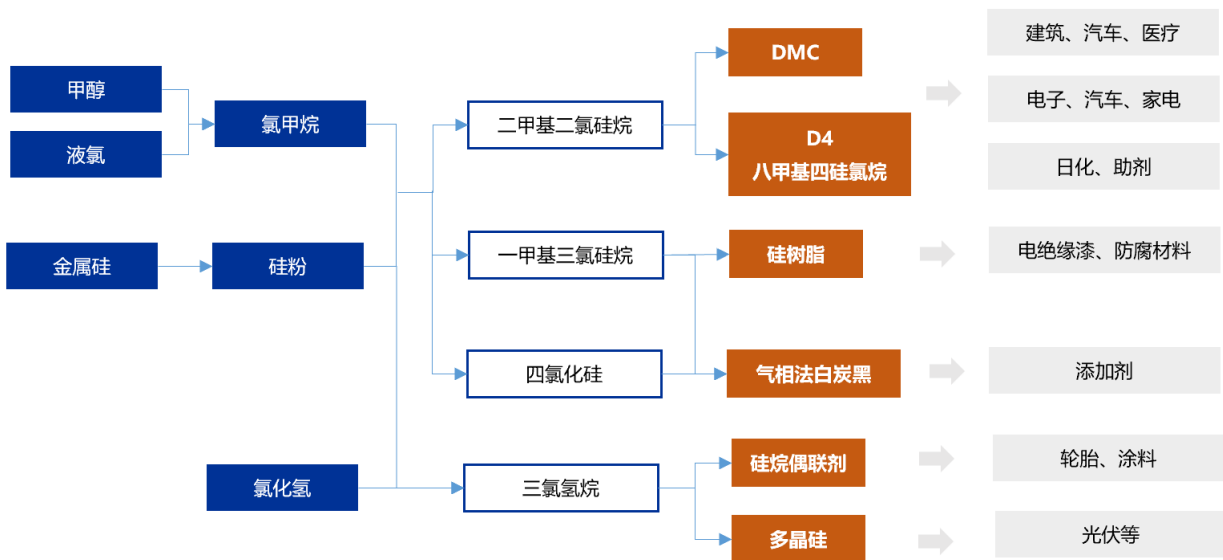 甲醇
液氯
金属硅
氯甲烷
硅粉
氯化氢
二甲基二氯硅烷
一甲基三氯硅烷
四氯化硅
三氯氢烷
DMC
D4
八甲基四硅氯烷
硅树脂
气相法白炭黑
硅烷偶联剂
多晶硅
建筑、汽车、医疗
电子、汽车、家电
日化、助剂
电绝缘漆、防腐材料
添加剂
轮胎、涂料
光伏等